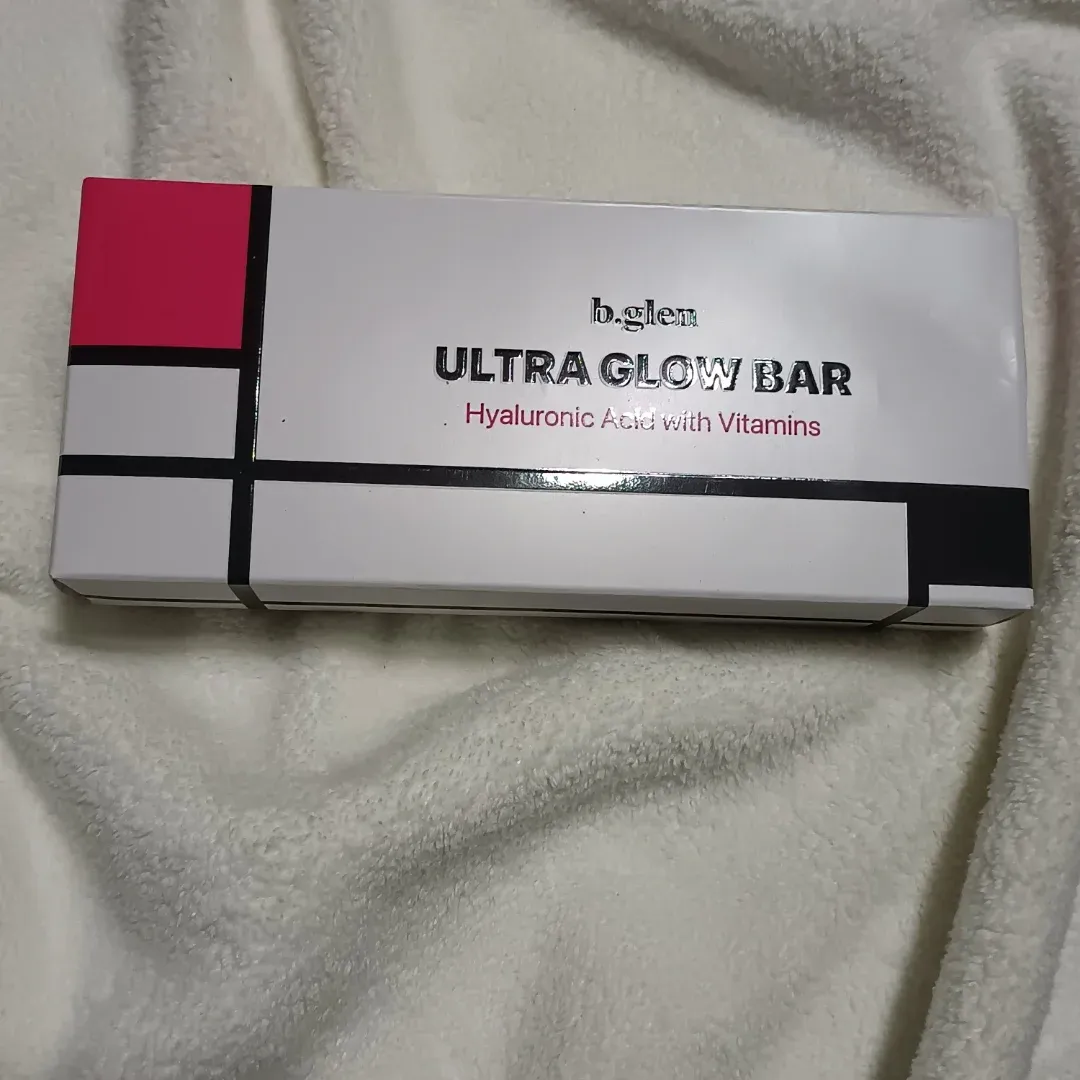 b.glen
ULTRA GLOW BAR
Hyaluronic Acid with Vitamins